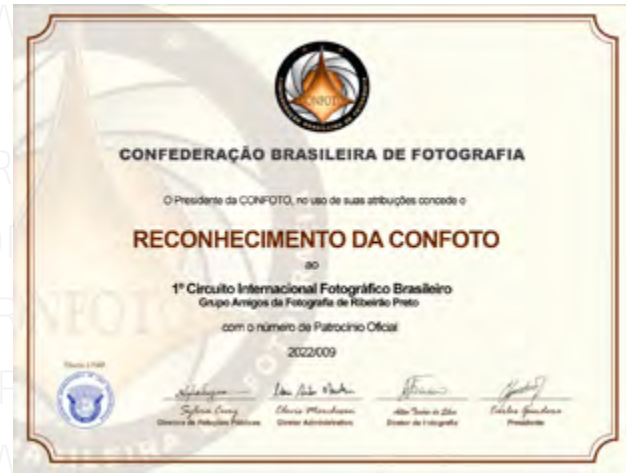 CONFOTO
CONFEDERAÇÃO BRASILEIRA DE FOTOGRAFIA
O Presidente da CONFOTO, no uso de suas atribuições concede o
RECONHECIMENTO DA CONFOTO
ao
1º Circuito Internacional Fotográfico Brasileiro
Grupo Amigos da Fotografia de Ribeirão Preto
com o número de Patrocínio Oficial
2022/009
Diretora de Relações Públicas
Diretor Administrativo
Diretor de Fotografia
Presidente